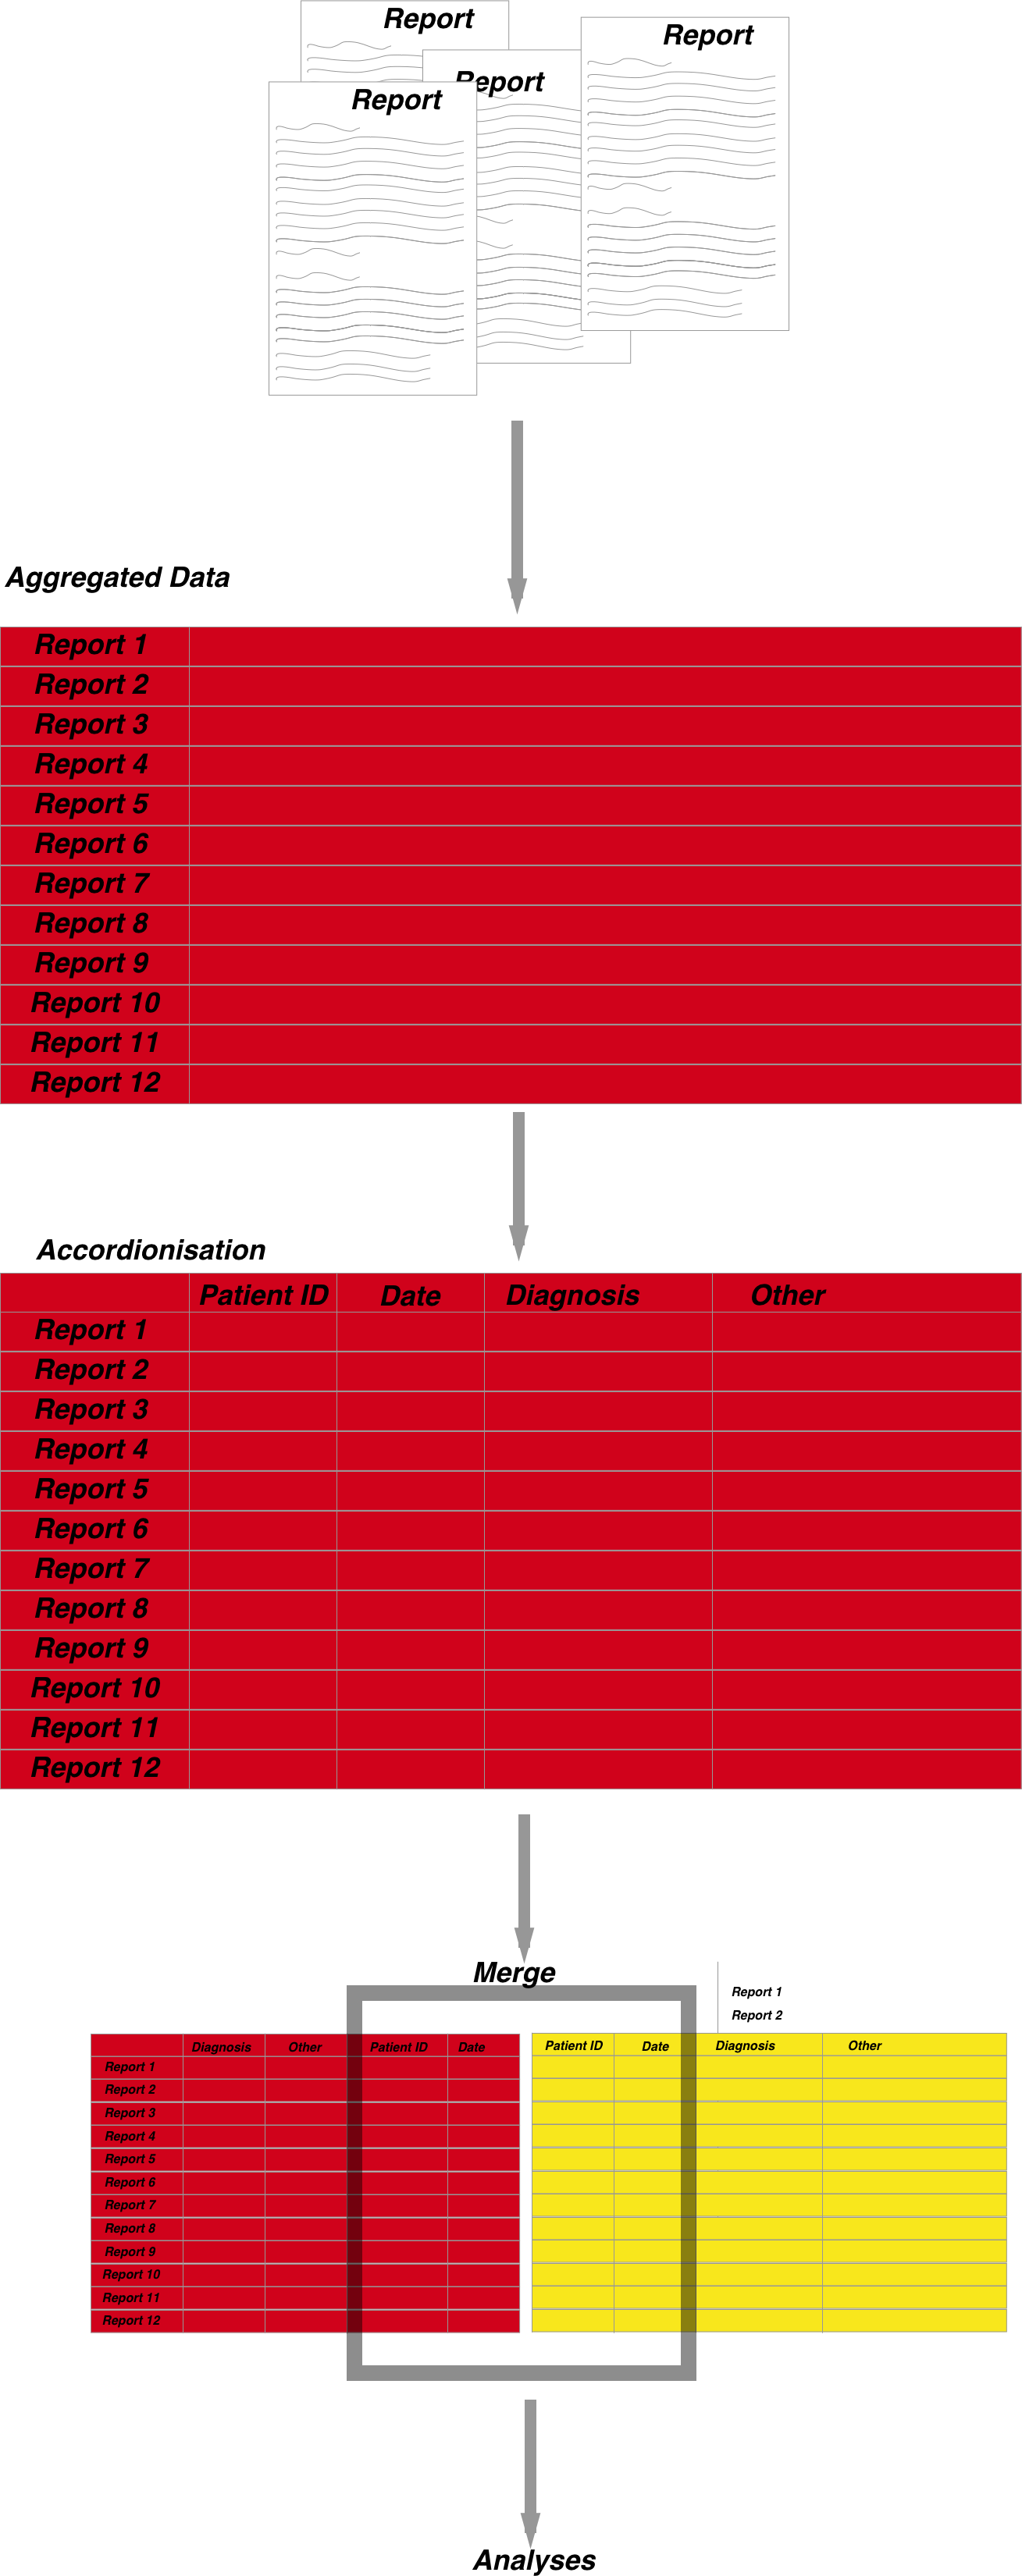 Report
Report
Report
Report
Aggregated Data
Report 1
Report 2
Report 3
Report 4
Report 5
Report 6
Report 7
Report 8
Report 9
Report 10
Report 11
Report 12
Accordionisation
Patient ID Date Diagnosis Other
Report 1
Report 2
Report 3
Report 4
Report 5
Report 6
Report 7
Report 8
Report 9
Report 10
Report 11
Report 12
Merge
Report 1
Report 2
Diagnosis Other Patient ID Date Patient ID Date Diagnosis Other
Report 1
Report 2
Report 3
Report 4
Report 5
Report 6
Report 7
Report 8
Report 9
Report 10
Report 11
Report 12
Analyses